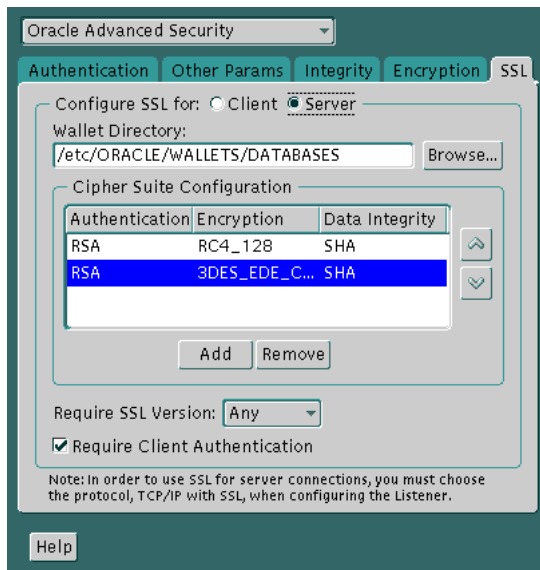 Oracle Advanced Security
Authentication Other Params Integrity Encryption SSL
Configure SSL for: Client Server
Wallet Directory:
/etc/ORACLE/WALLETS/DATABASES Browse...
Cipher Suite Configuration
Authentication Encryption Data Integrity
RSA RC4_128 SHA
RSA 3DES_EDE_C... SHA
Add Remove
Require SSL Version: Any
Require Client Authentication
Note: In order to use SSL for server connections, you must choose
the protocol, TCP/IP with SSL, when configuring the Listener.
Help